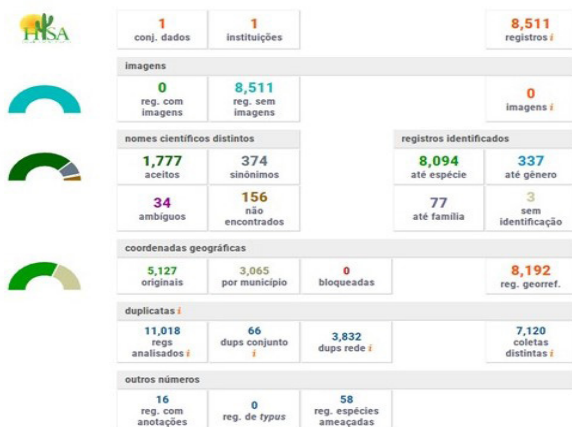 HISA
1
conj. dados
1
instituições
8,511
registros i
imagens
0
reg. com
imagens
8,511
reg. sem
imagens
0
imagens i
nomes científicos distintos
1,777
aceitos
374
sinônimos
34
ambíguos
156
não
encontrados
registros identificados
8,094
até espécie
337
até gênero
77
até família
3
sem
identificação
coordenadas geográficas
5,127
originais
3,065
por município
0
bloqueadas
8,192
reg. georref.
duplicatas i
11,018
regs
analisados i
66
dups conjunto
i
3,832
dups rede i
7,120
coletas
distintas i
outros números
16
reg. com
anotações
0
reg. de typus
58
reg. espécies
ameaçadas